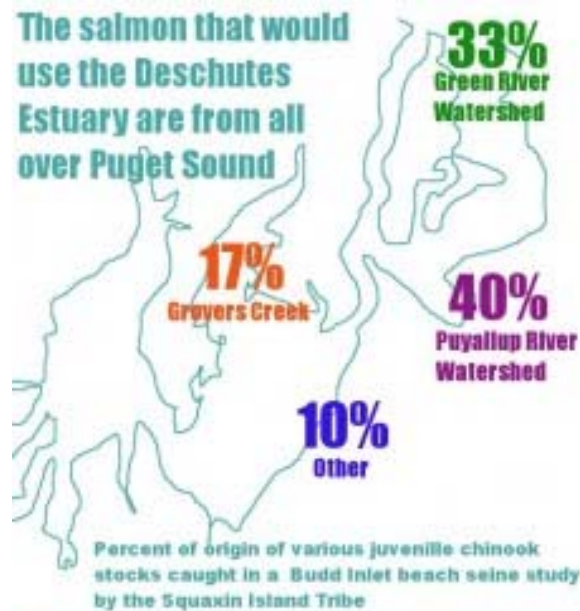 The salmon that would
use the Deschutes
Estuary are from all
over Puget Sound
33%
Green River
Watershed
17%
Grovers Creek
40%
Puyallup River
Watershed
10%
Other
Percent of origin of various juvenille chinook
stocks caught in a Budd Inlet beach seine study
by the Squaxin Island Tribe